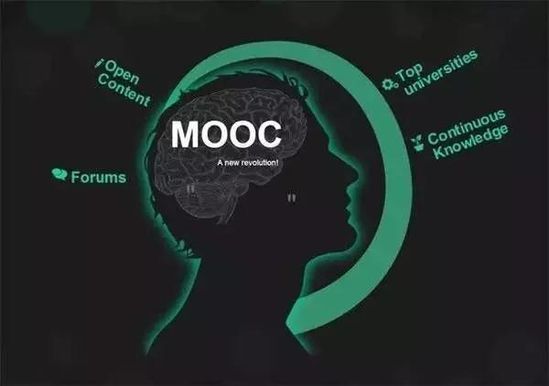 Open
Content
Top
universities
MOOC
A new revolution!
Continuous
Knowledge
Forums
"
"